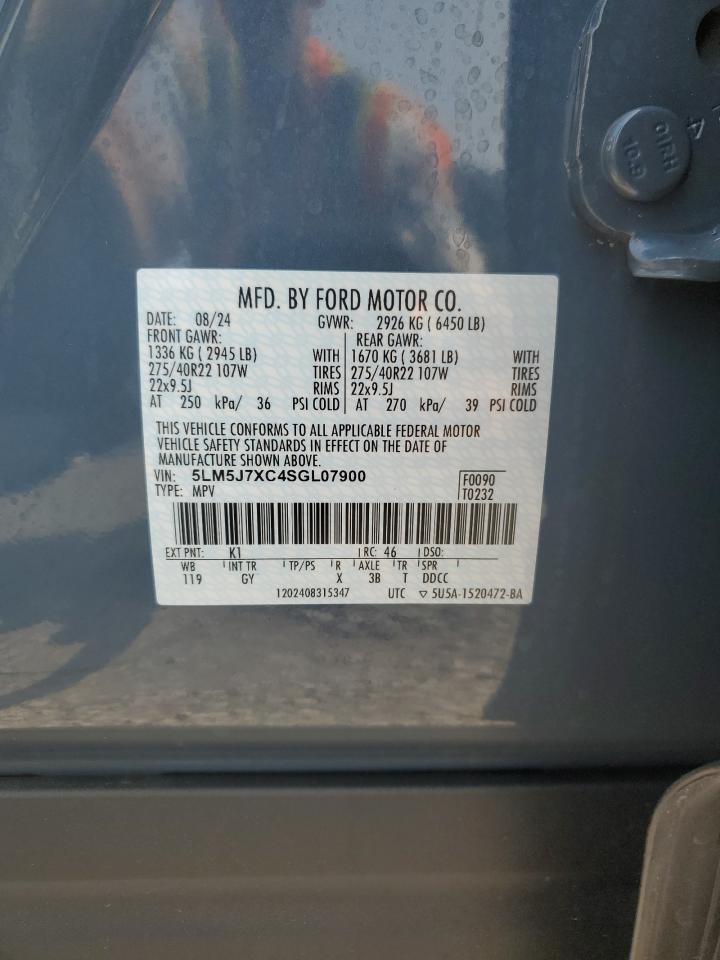 MFD. BY FORD MOTOR CO.
DATE: 08/24 GVWR: 2926 KG ( 6450 LB)
FRONT GAWR: REAR GAWR:
1336 KG ( 2945 LB) WITH 1670 KG ( 3681 LB) WITH
275/40R22 107W TIRES 275/40R22 107W TIRES
22x9.5J RIMS 22x9.5J RIMS
AT 250 kPa/ 36 PSI COLD AT 270 kPa/ 39 PSI COLD
THIS VEHICLE CONFORMS TO ALL APPLICABLE FEDERAL MOTOR
VEHICLE SAFETY STANDARDS IN EFFECT ON THE DATE OF
MANUFACTURE SHOWN ABOVE.
VIN: 5LM5J7XC4SGL07900 F0090
TYPE: MPV T0232
EXT PNT: K1 RC: 46 DSO:
WB INT TR TP/PS R AXLE TR SPR
119 GY X 3B T DDCC
1202408315347 UTC ▽ 5U5A-1520472-BA
10.9